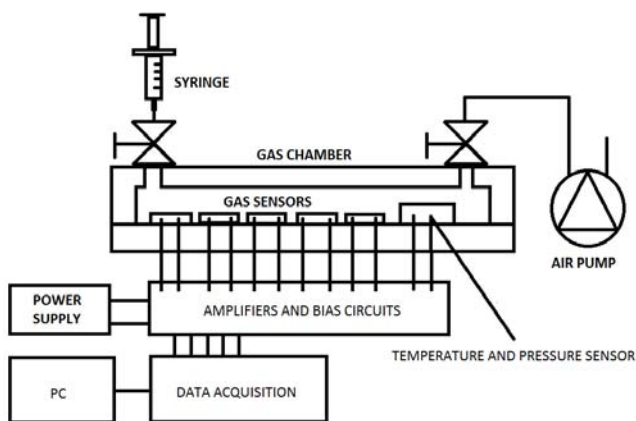 SYRINGE
GAS CHAMBER
GAS SENSORS
AIR PUMP
POWER
SUPPLY
AMPLIFIERS AND BIAS CIRCUITS
TEMPERATURE AND PRESSURE SENSOR
PC
DATA ACQUISITION